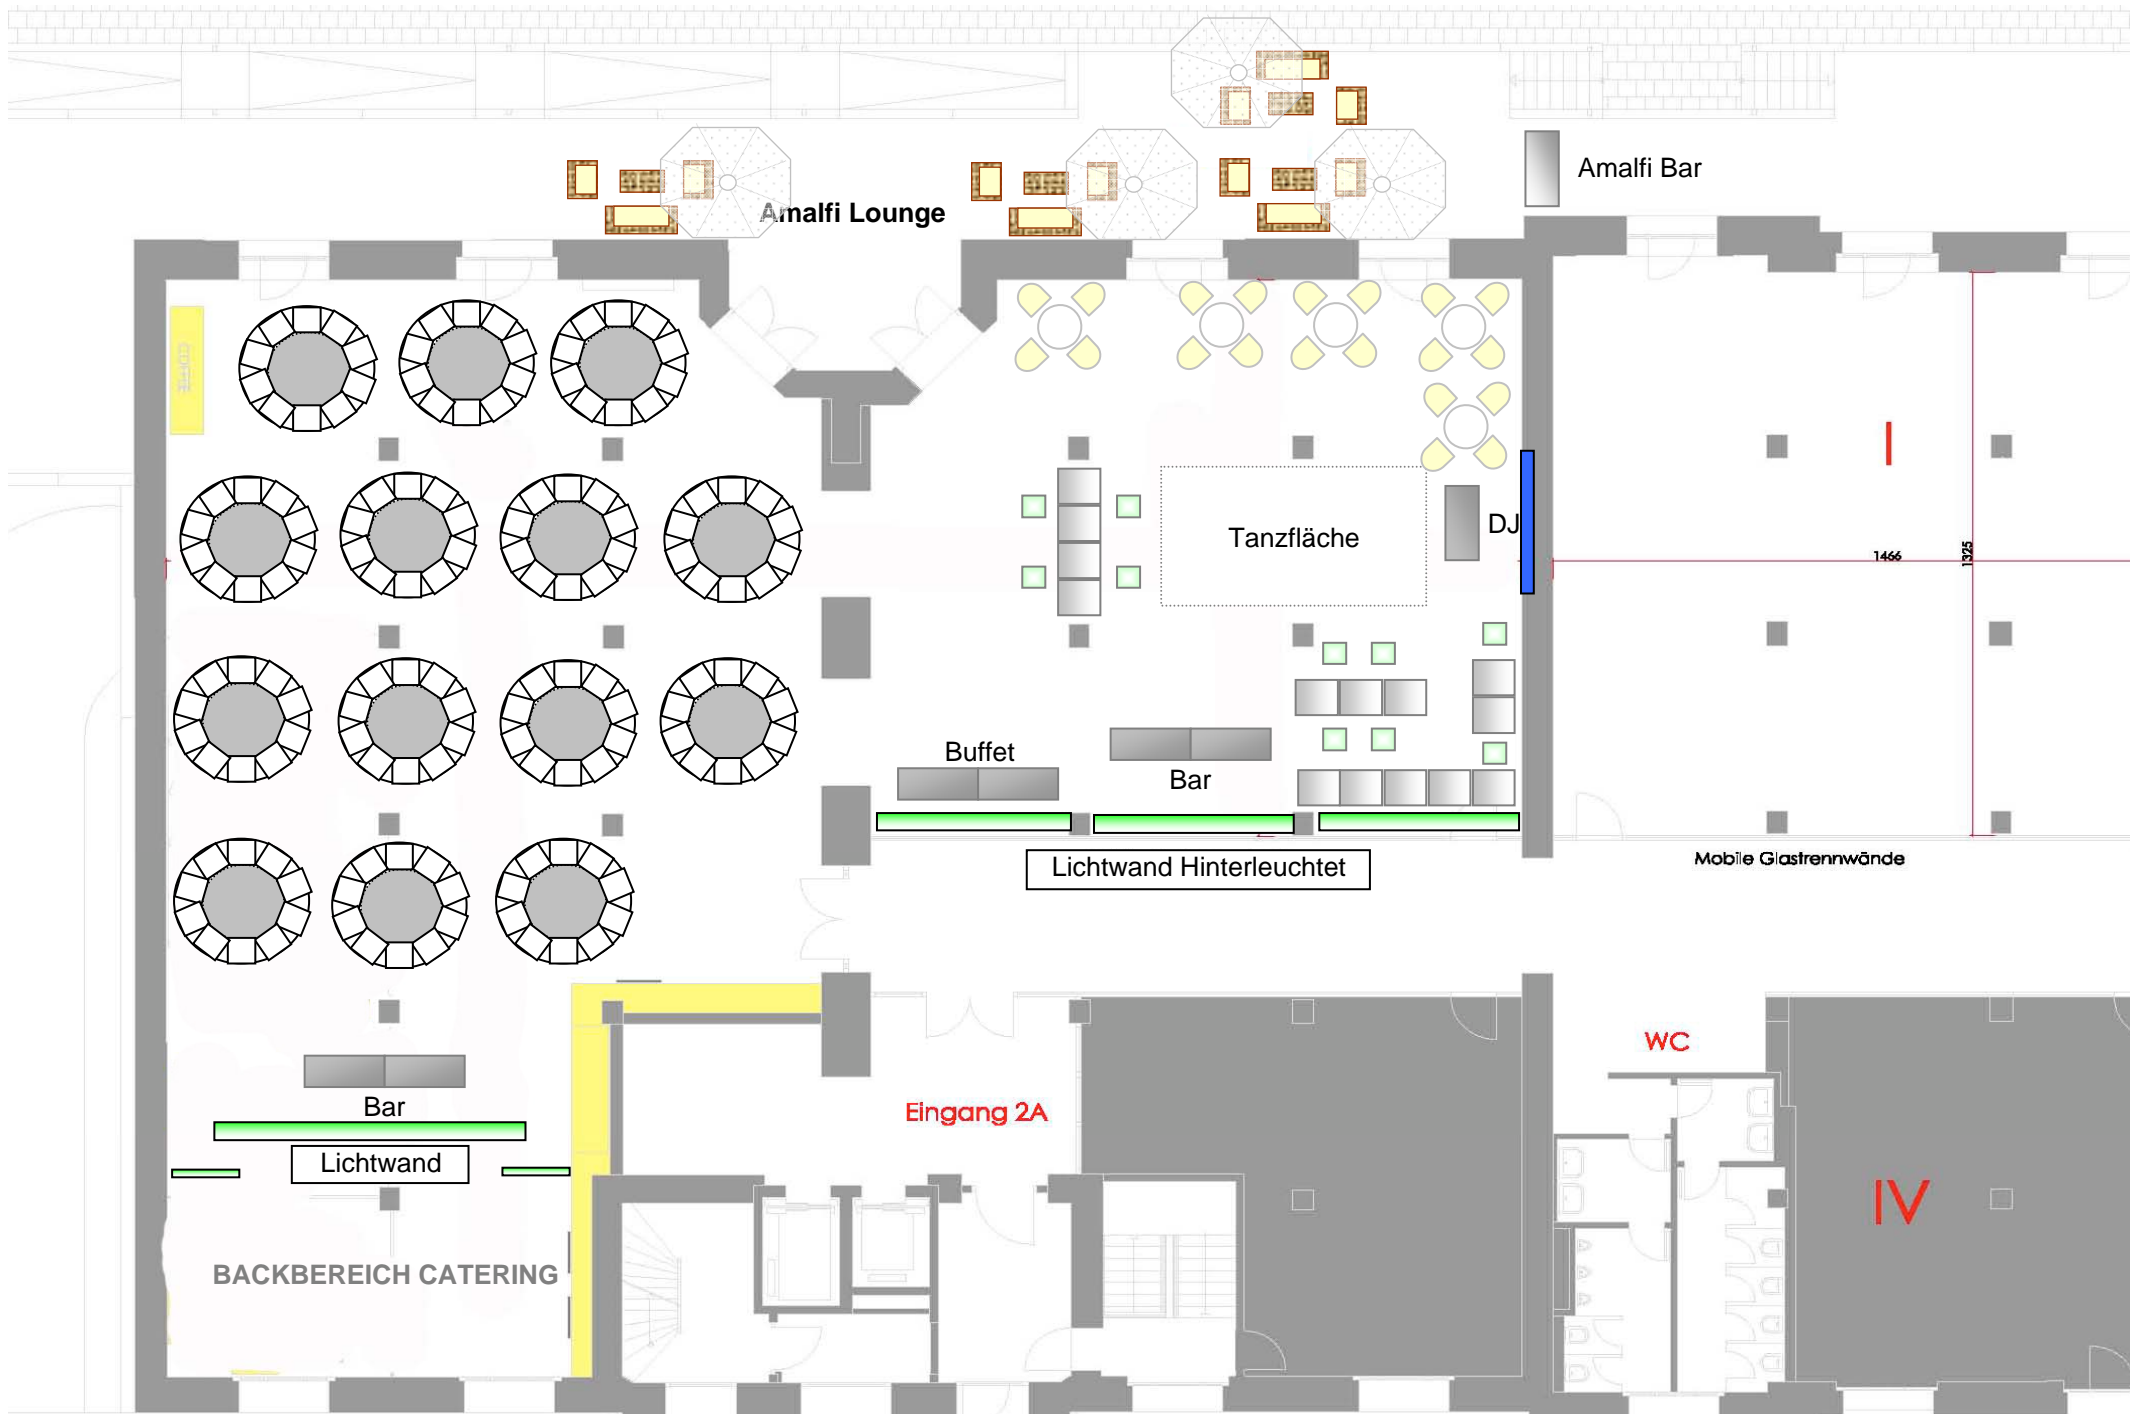 Amalfi Bar
Amalfi Lounge
I
Tanzfläche
DJ
1466
1325
Buffet
Bar
Lichtwand Hinterleuchtet
Mobile Glastrennwände
WC
Bar
Eingang 2A
Lichtwand
IV
BACKBEREICH CATERING